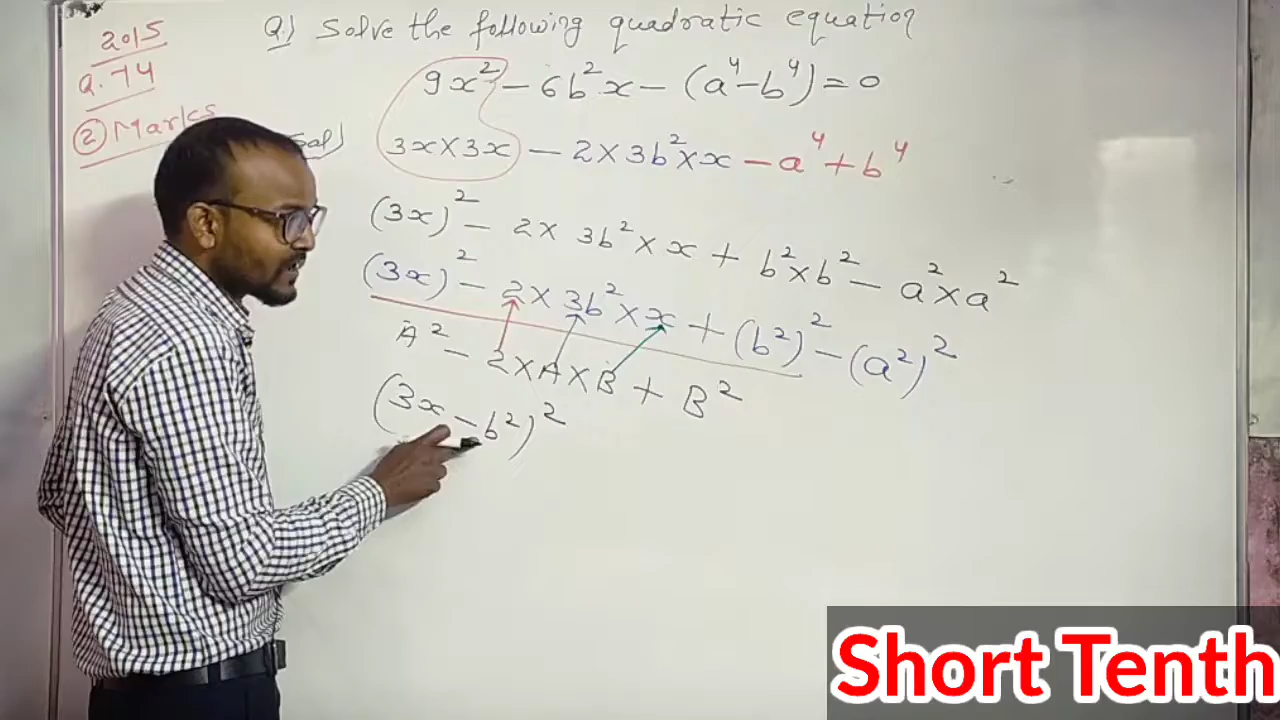 2015
Q.74
② Marks
Q.) Solve the following quadratic equation
9x² - 6b²x - (a⁴-b⁴) = 0
Sol)
3x×3x - 2×3b²×x - a⁴ + b⁴
(3x)² - 2× 3b²×x + b²×b² - a²×a²
(3x)² - 2×3b²×x + (b²)² - (a²)²
A² - 2×A×B + B²
(3x-b²)²
Short Tenth